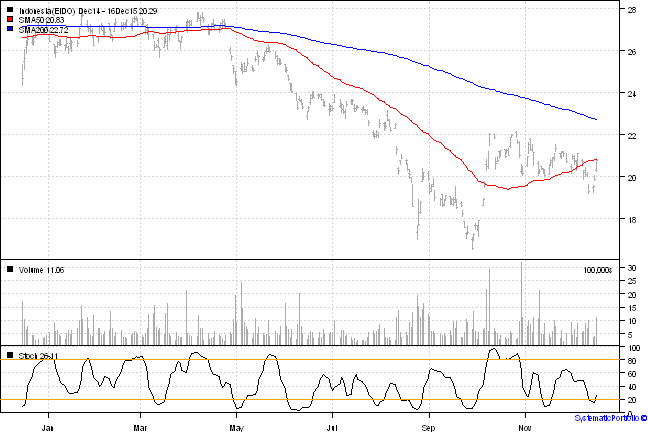 Indonesia(EIDO) Dec14 - 16Dec15 20.29
SMA50 20.83
SMA200 22.72
28
26
24
22
20
18
Volume 11.06
100,000s
30
25
20
15
10
5
Stoch 26.11
100
80
60
40
20
0
Jan
Mar
May
Jul
Sep
Nov
SystematicPortfolio ©